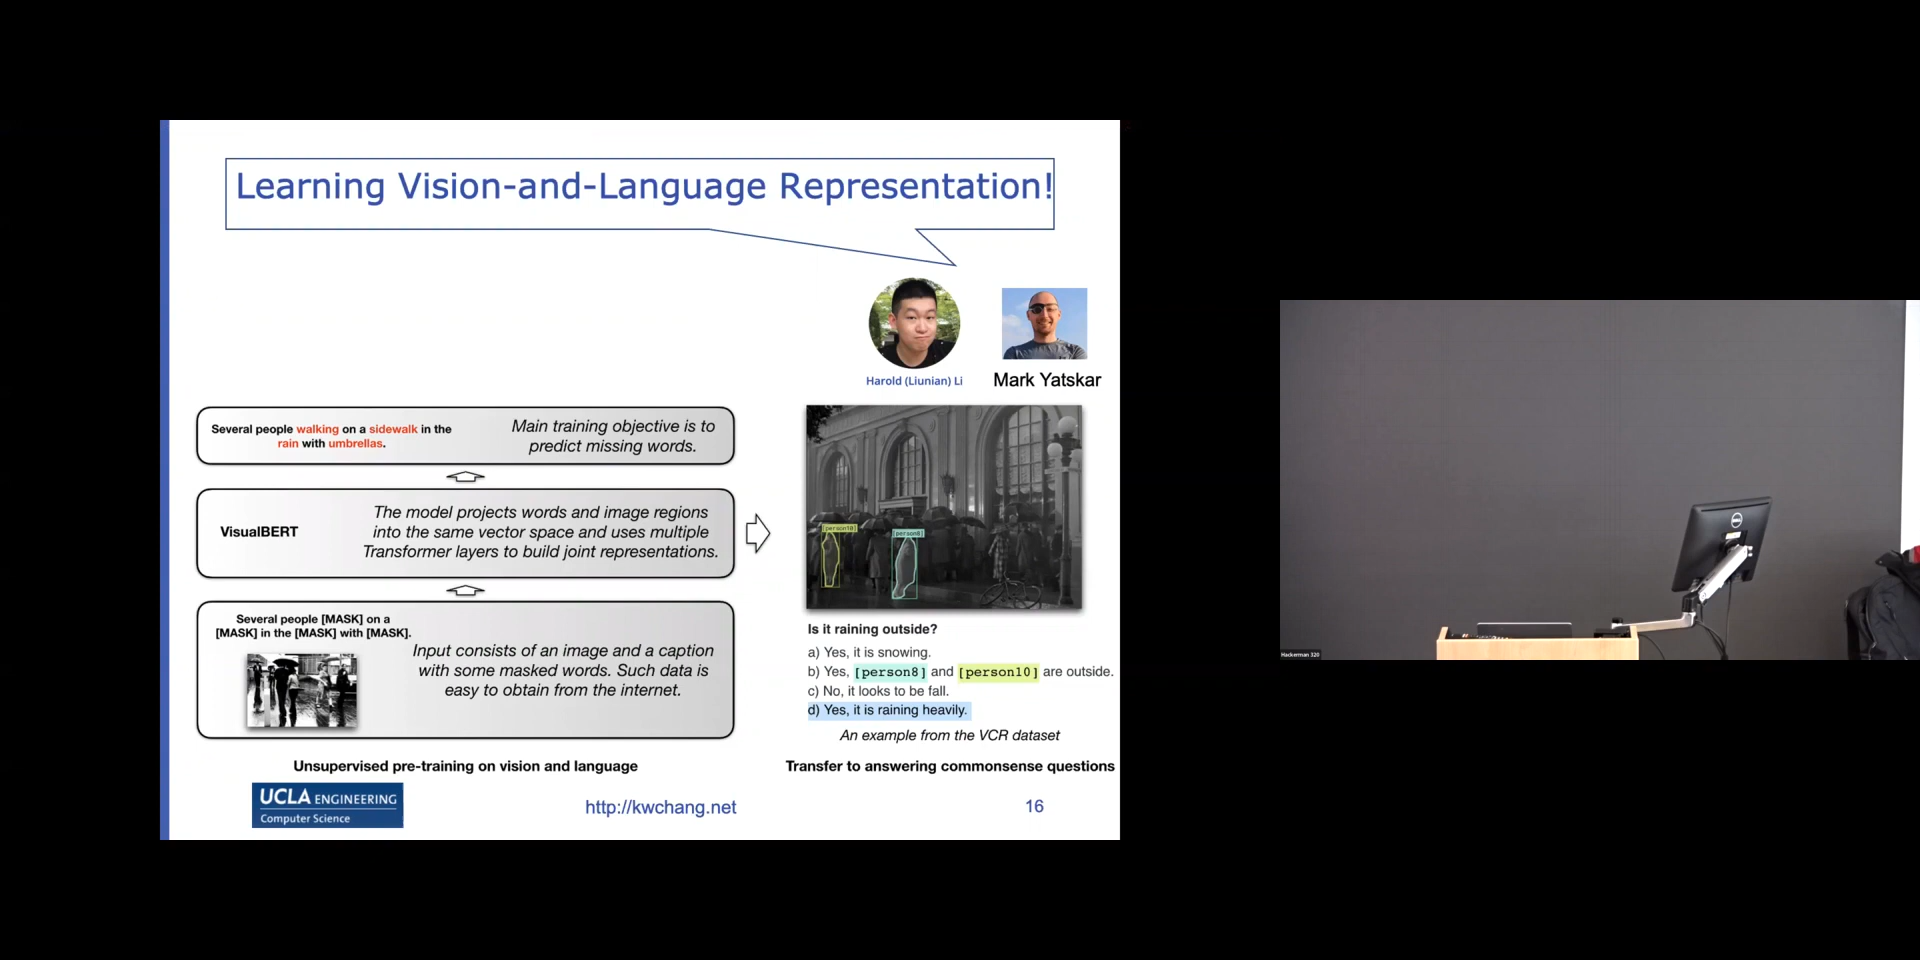 Learning Vision-and-Language Representation!
Harold (Liunian) Li
Mark Yatskar
Several people walking on a sidewalk in the
rain with umbrellas.
Main training objective is to
predict missing words.
VisualBERT
The model projects words and image regions
into the same vector space and uses multiple
Transformer layers to build joint representations.
Several people [MASK] on a
[MASK] in the [MASK] with [MASK].
Input consists of an image and a caption
with some masked words. Such data is
easy to obtain from the internet.
Unsupervised pre-training on vision and language
[person10]
[person8]
Is it raining outside?
a) Yes, it is snowing.
b) Yes, [person8] and [person10] are outside.
c) No, it looks to be fall.
d) Yes, it is raining heavily.
An example from the VCR dataset
Transfer to answering commonsense questions
UCLA ENGINEERING
Computer Science
http://kwchang.net
16
DELL
Hackerman 320